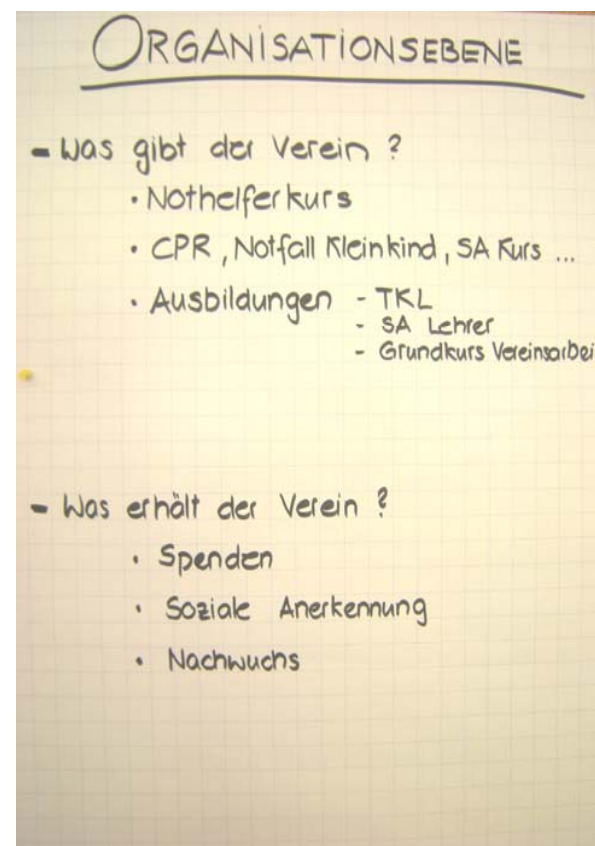 ORGANISATIONSEBENE
- Was gibt der Verein ?
• Nothelferkurs
• CPR, Notfall Kleinkind, SA Kurs ...
• Ausbildungen - TKL
- SA Lehrer
- Grundkurs Vereinsarbei
- Was erhält der Verein ?
• Spenden
• Soziale Anerkennung
• Nachwuchs